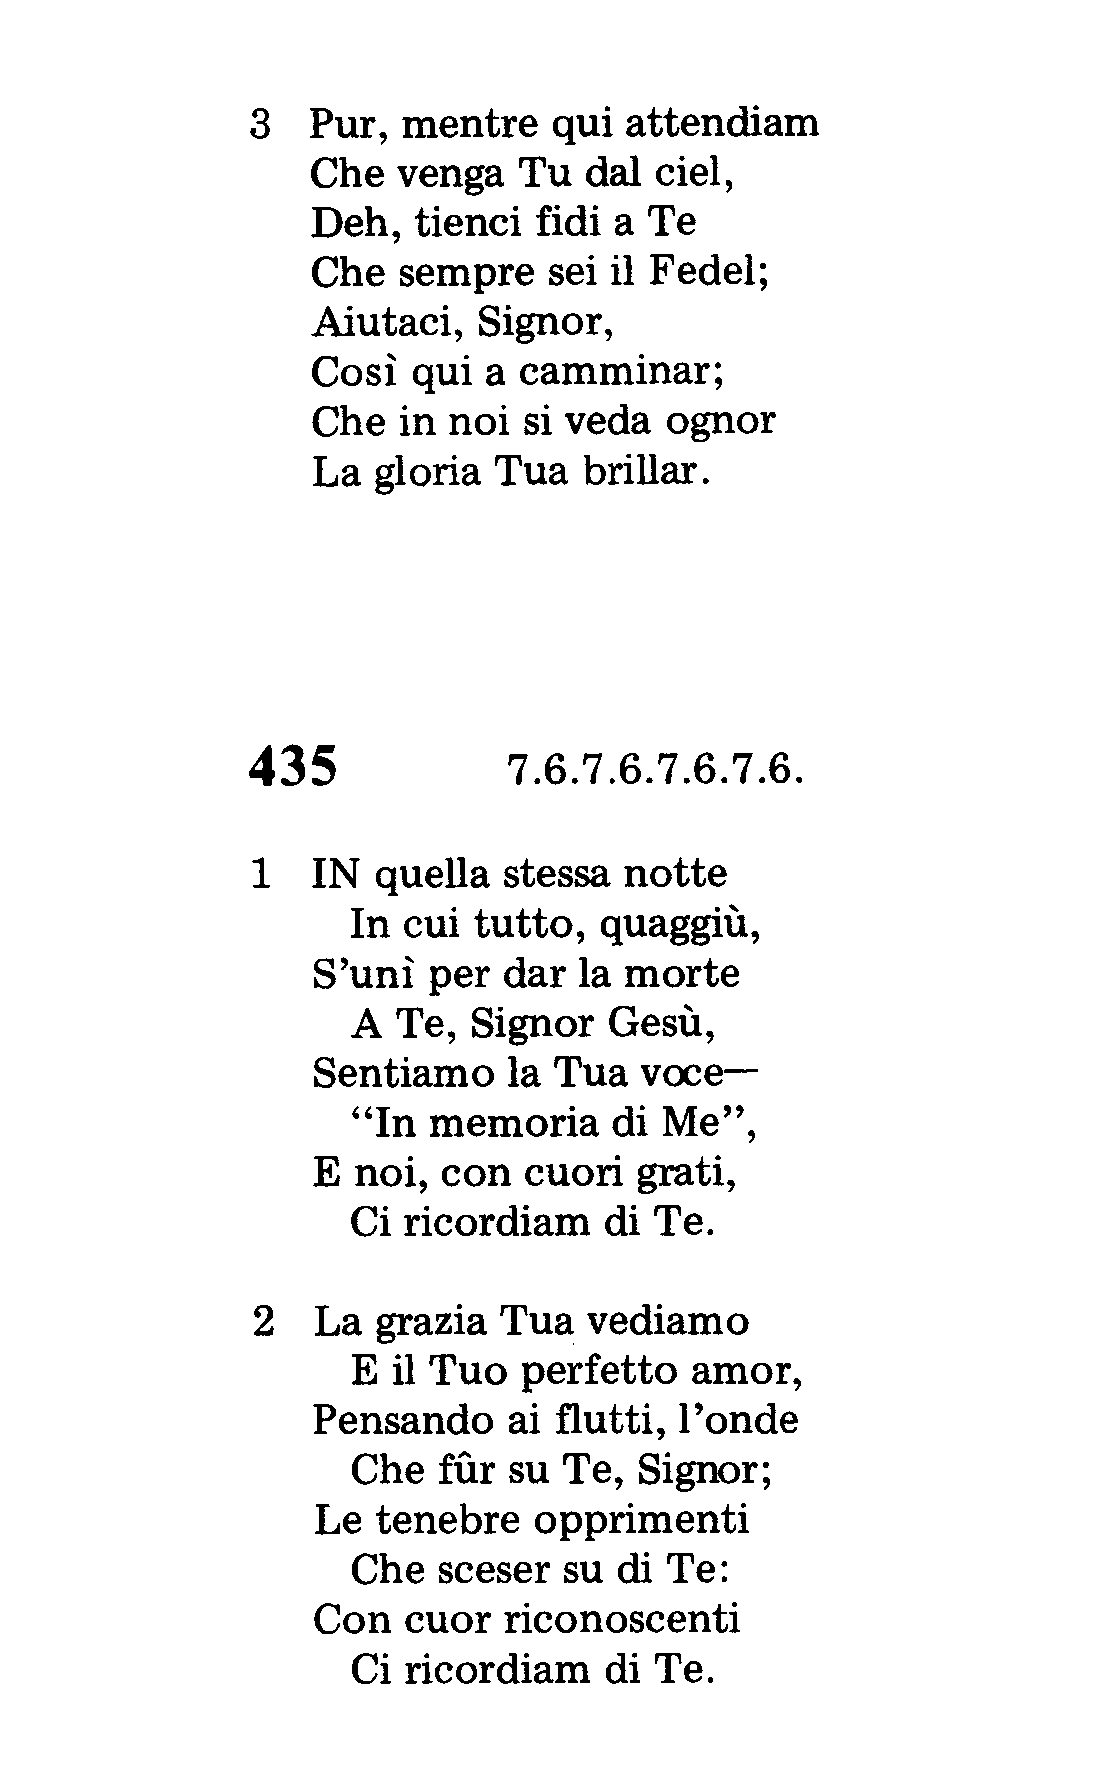 3 Pur, mentre qui attendiam
Che venga Tu dal ciel,
Deh, tienci fidi a Te
Che sempre sei il Fedel;
Aiutaci, Signor,
Così qui a camminar;
Che in noi si veda ognor
La gloria Tua brillar.
435 7.6.7.6.7.6.7.6.
1 IN quella stessa notte
In cui tutto, quaggiù,
S’unì per dar la morte
A Te, Signor Gesù,
Sentiamo la Tua voce—
“In memoria di Me”,
E noi, con cuori grati,
Ci ricordiam di Te.
2 La grazia Tua vediamo
E il Tuo perfetto amor,
Pensando ai flutti, l’onde
Che fûr su Te, Signor;
Le tenebre opprimenti
Che sceser su di Te:
Con cuor riconoscenti
Ci ricordiam di Te.